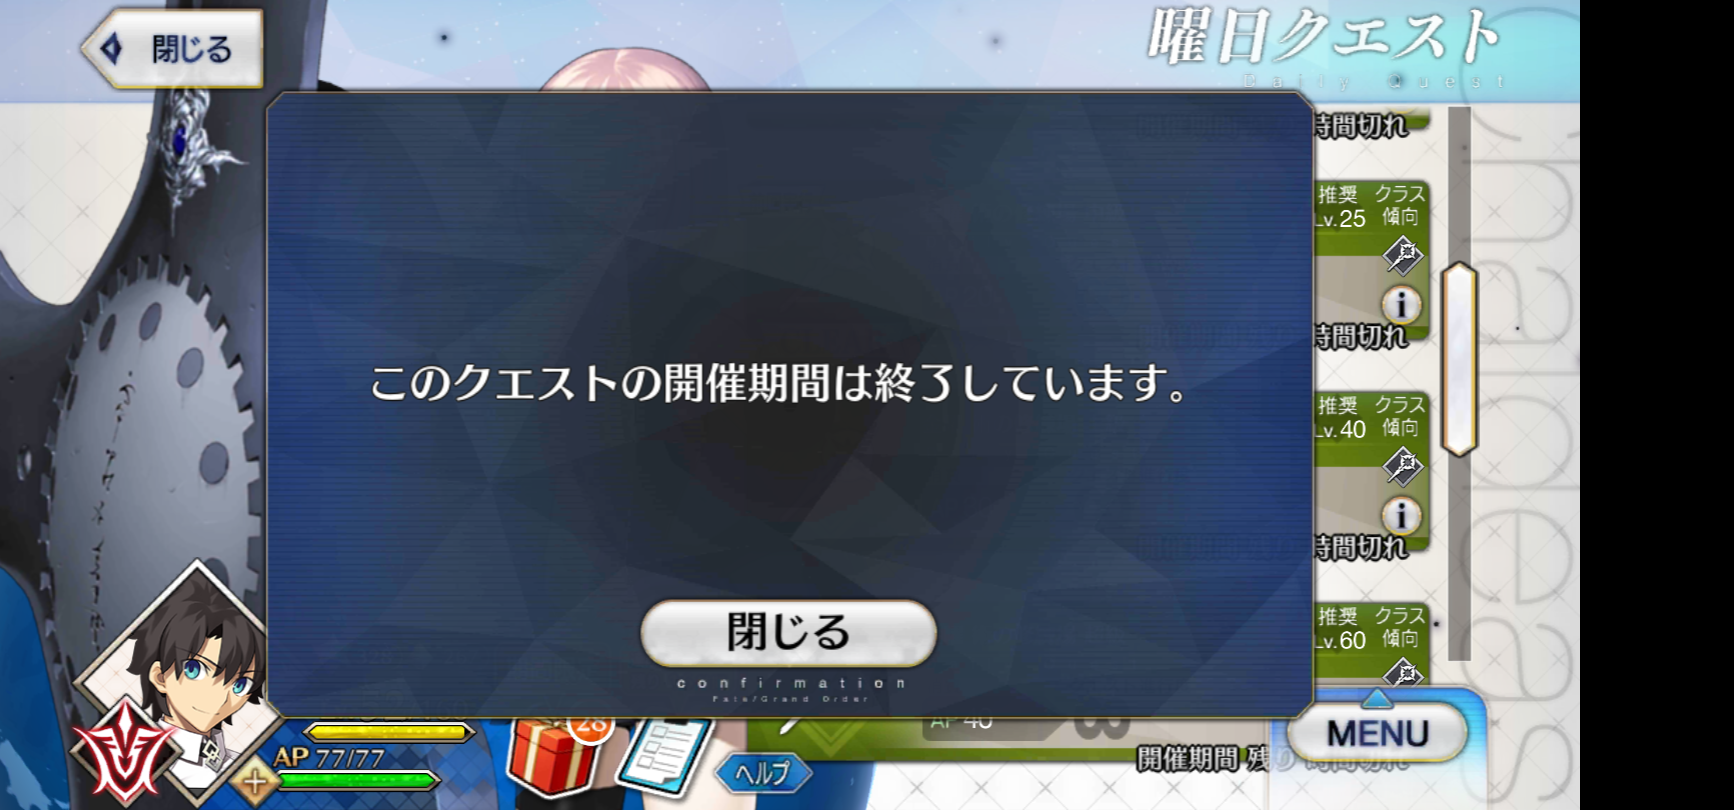 閉じる
曜日クエスト
Daily Quest
時間切れ
推奨 クラス
Lv.25 傾向
時間切れ
推奨 クラス
Lv.40 傾向
時間切れ
推奨 クラス
Lv.60 傾向
このクエストの開催期間は終了しています。
閉じる
confirmation
Fate/Grand Order
AP 77/77
28
ヘルプ
AP 40
開催期間 残り 時間切れ
MENU